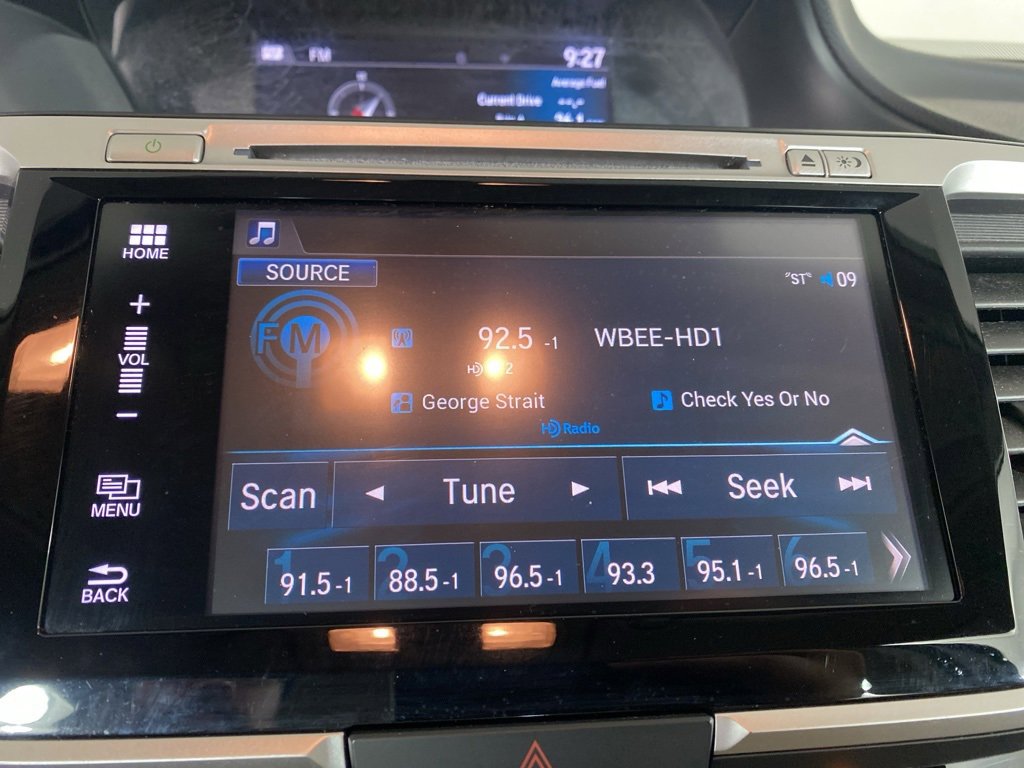 FM 9:27
Average Fuel
Current Drive --.-
HOME
SOURCE
"ST" 09
+
VOL
-
FM 92.5 -1 WBEE-HD1
HD 2
George Strait Check Yes Or No
HD Radio
Scan Tune Seek
MENU
BACK
1 91.5-1 2 88.5-1 3 96.5-1 4 93.3 5 95.1-1 6 96.5-1